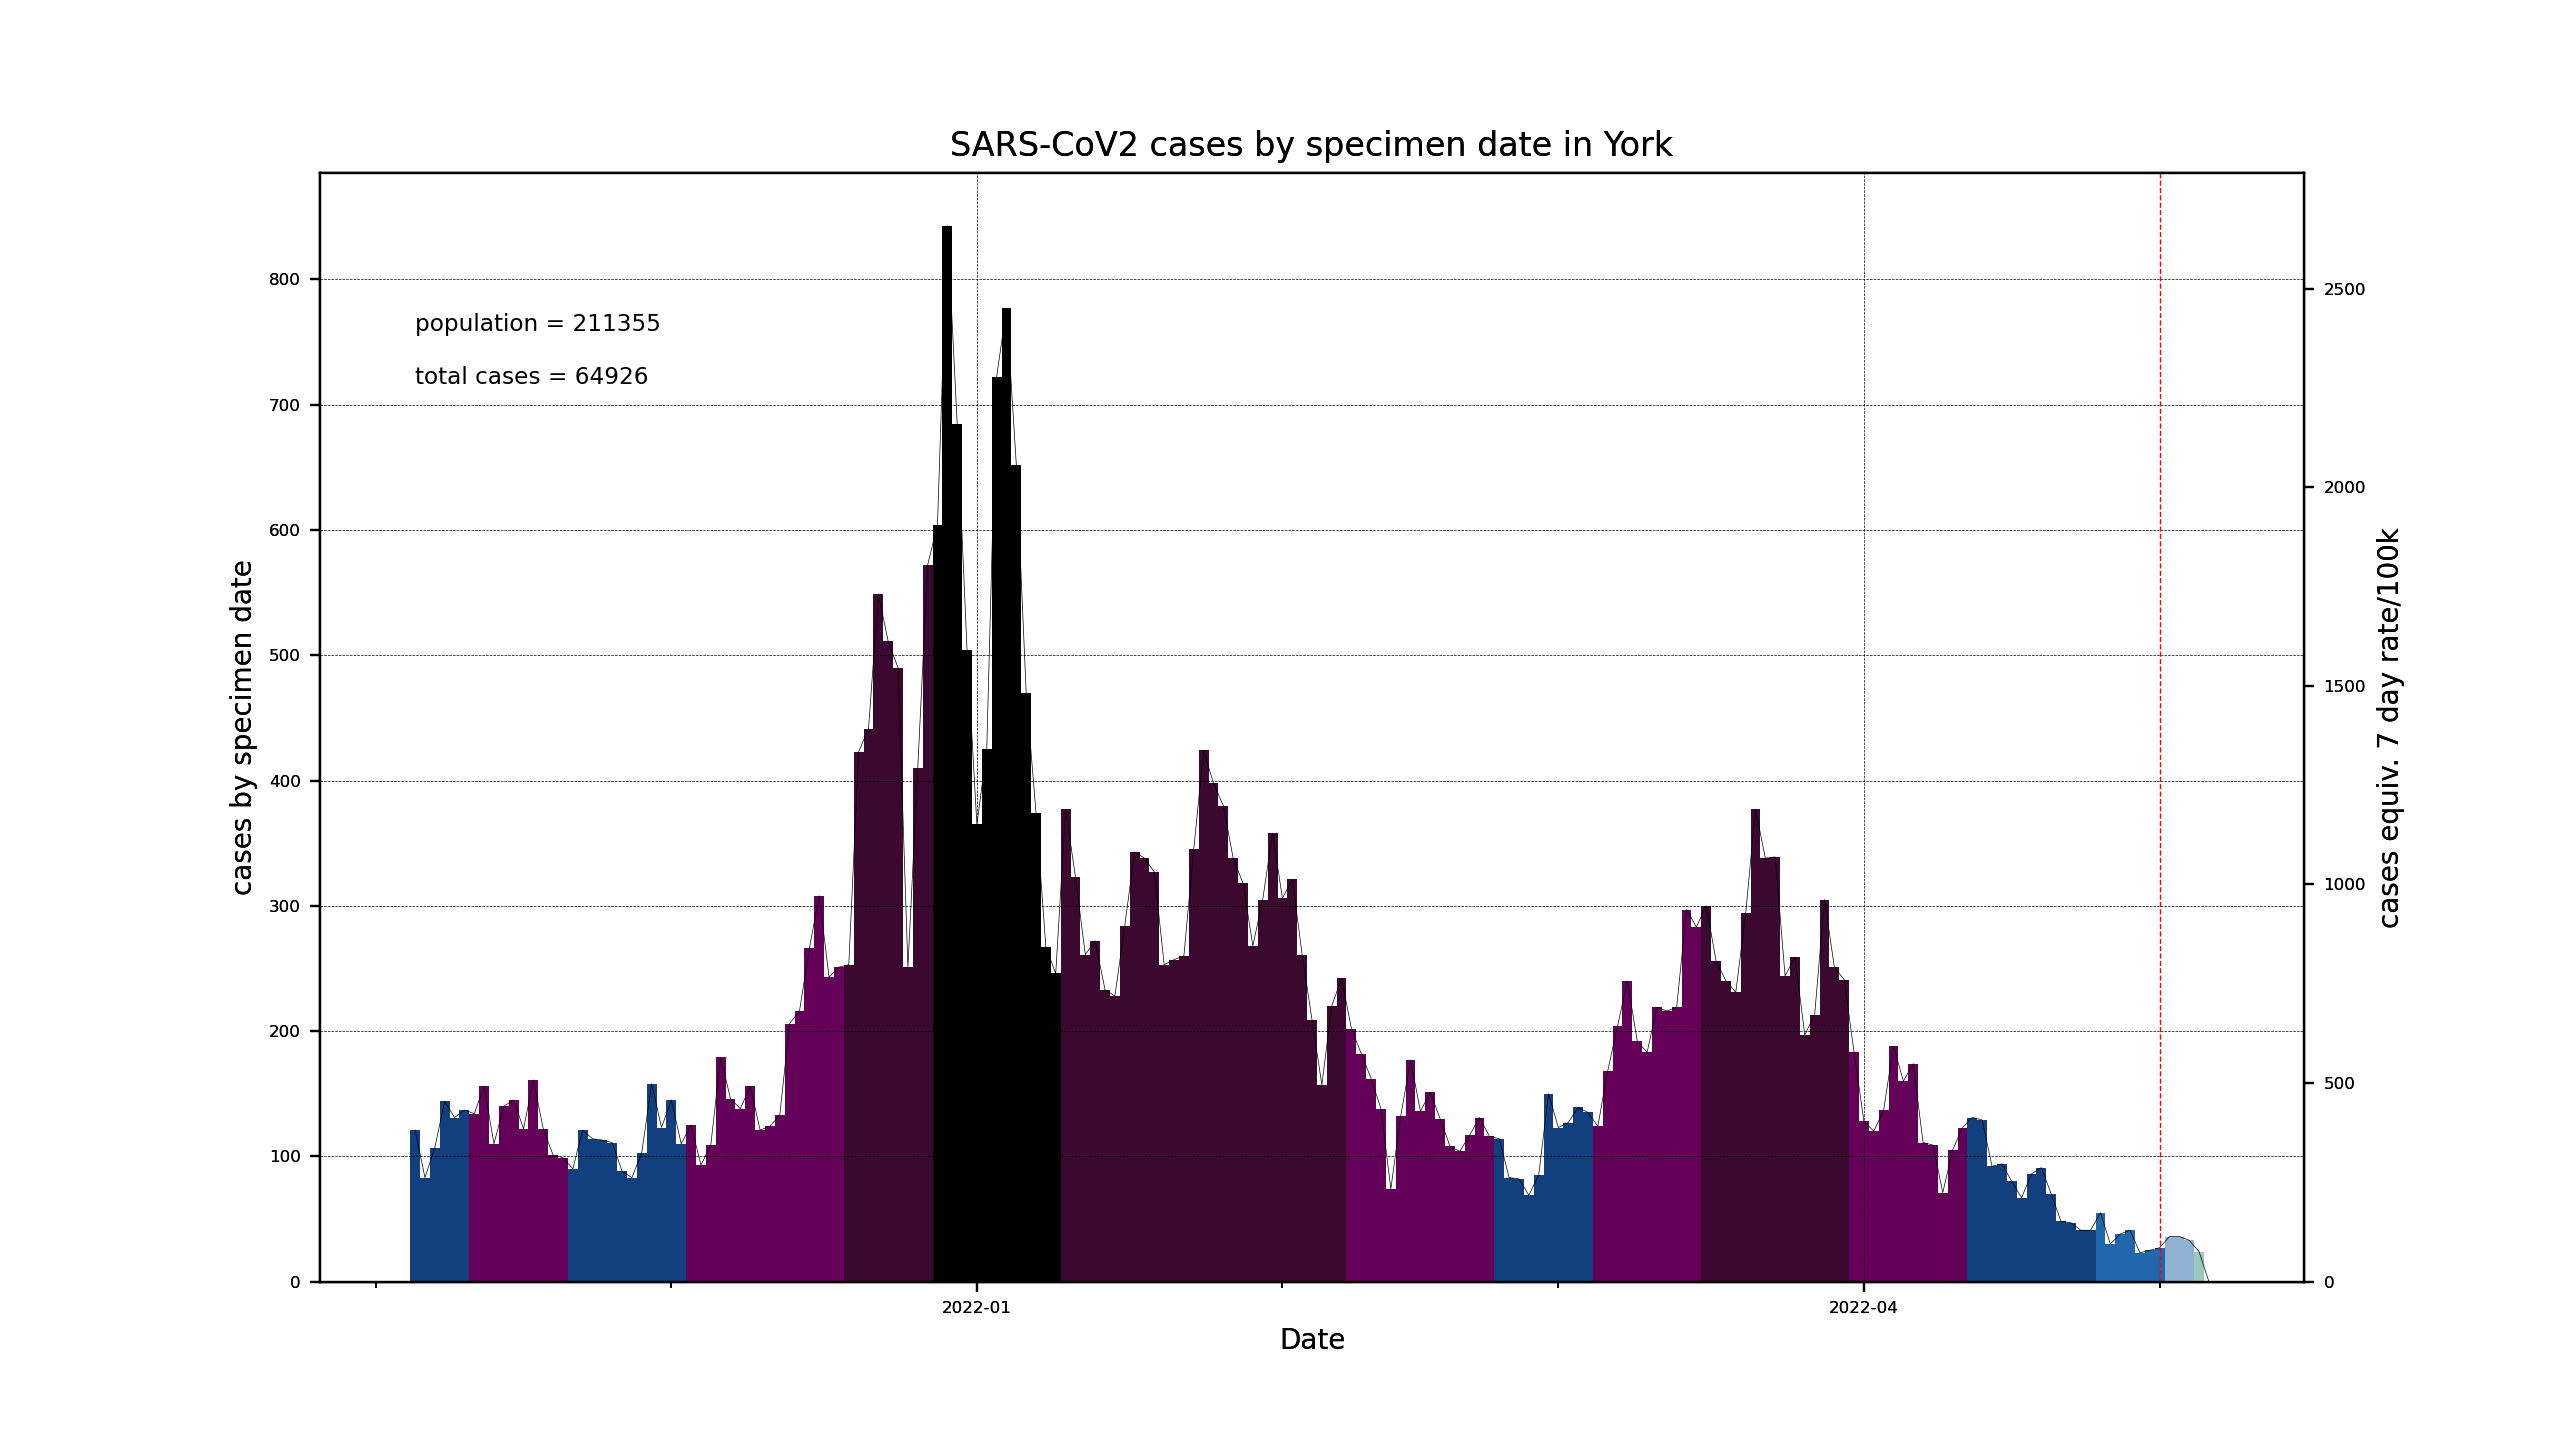 SARS-CoV2 cases by specimen date in York
population = 211355
total cases = 64926
cases by specimen date
800
700
600
500
400
300
200
100
0
2500
2000
1500
1000
500
0
cases equiv. 7 day rate/100k
2022-01
2022-04
Date